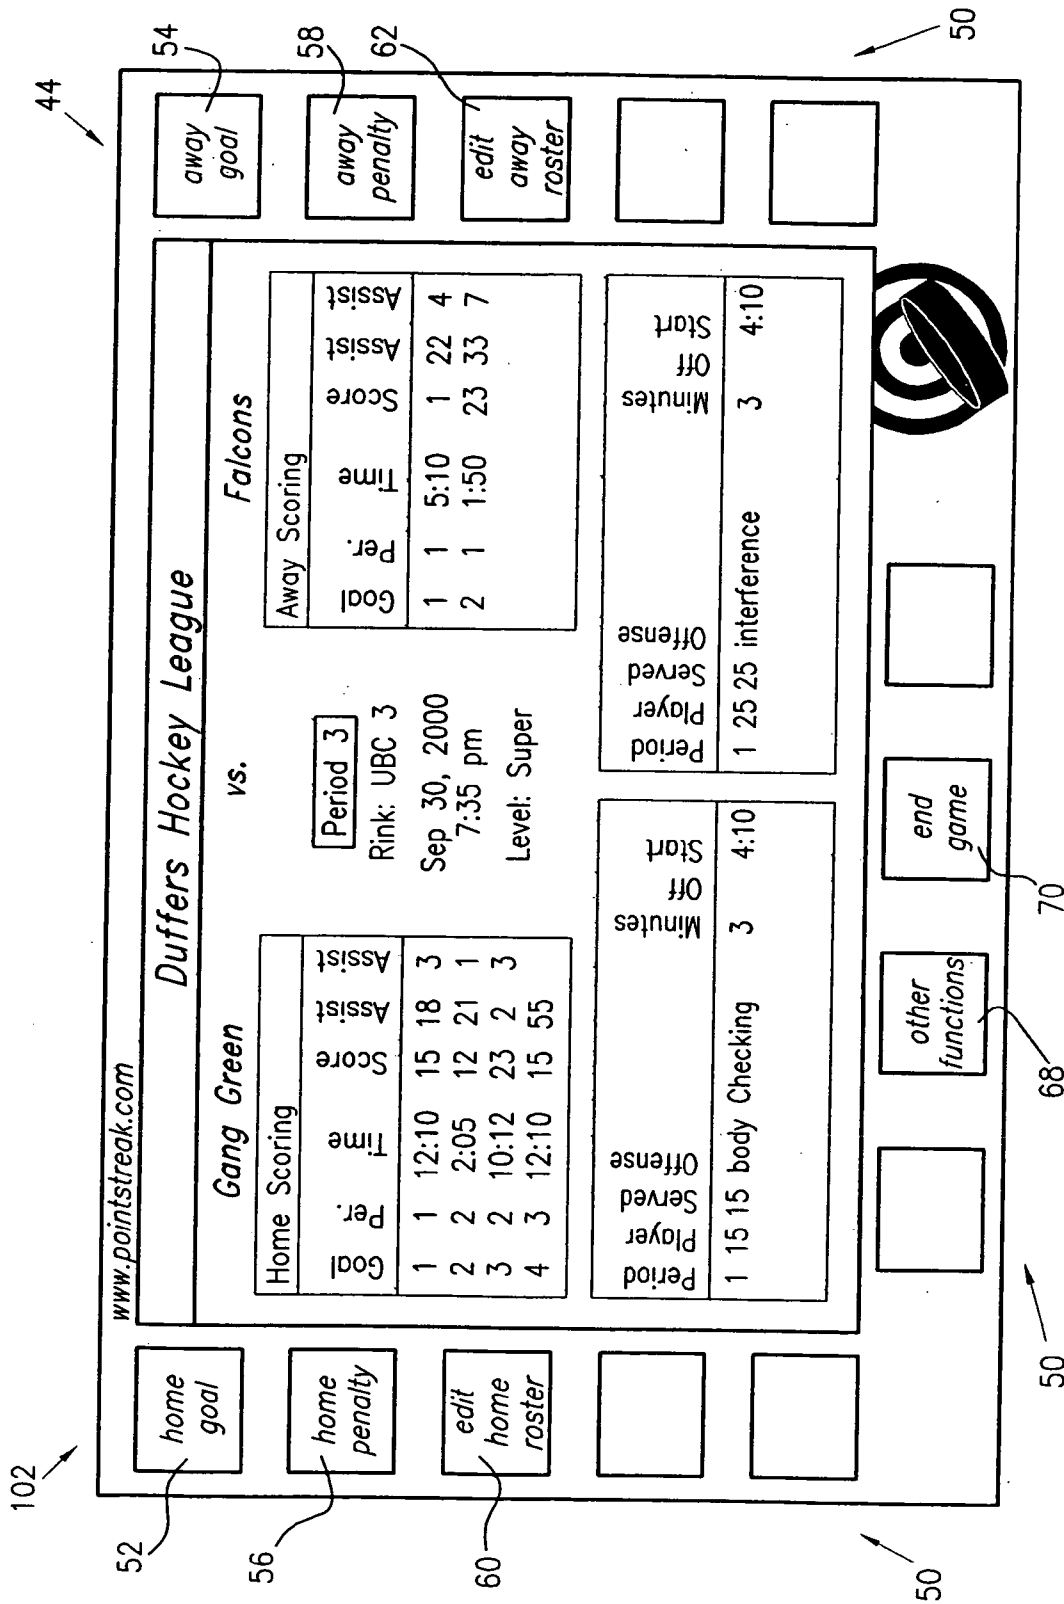 102
44
www.pointstreak.com
Duffers Hockey League
Gang Green
vs.
Falcons
Home Scoring
Goal Per. Time Score Assist Assist
1 1 12:10 15 18 3
2 2 2:05 12 21 1
3 2 10:12 23 2 3
4 3 12:10 15 55
Period 3
Rink: UBC 3
Sep 30, 2000
7:35 pm
Level: Super
Away Scoring
Goal Per. Time Score Assist Assist
1 1 5:10 1 22 4
2 1 1:50 23 33 7
Period Player Served Offense Minutes Off Start
1 15 15 body Checking 3 4:10
Period Player Served Offense Minutes Off Start
1 25 25 interference 3 4:10
home
goal
52
home
penalty
56
edit
home
roster
60
50
away
goal
54
away
penalty
58
edit
away
roster
62
50
other
functions
68
end
game
70
50